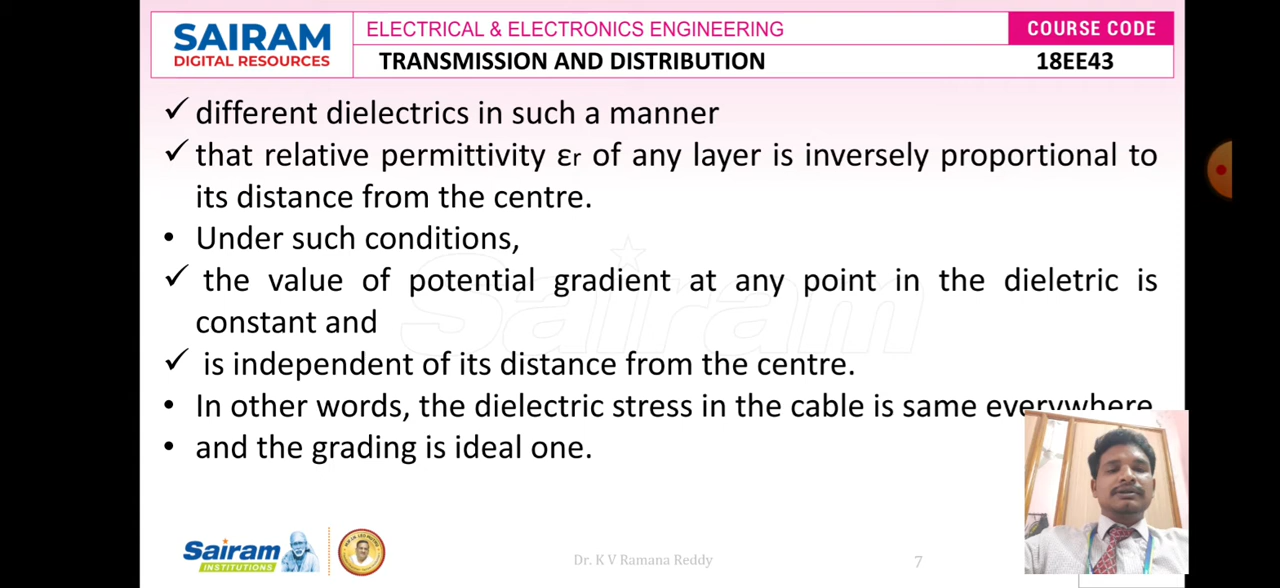 SAIRAM
DIGITAL RESOURCES
ELECTRICAL & ELECTRONICS ENGINEERING
COURSE CODE
TRANSMISSION AND DISTRIBUTION
18EE43
✓ different dielectrics in such a manner
✓ that relative permittivity εr of any layer is inversely proportional to
its distance from the centre.
• Under such conditions,
✓ the value of potential gradient at any point in the dieletric is
constant and
✓ is independent of its distance from the centre.
• In other words, the dielectric stress in the cable is same everywhere
• and the grading is ideal one.
Sairam
Sairam
INSTITUTIONS
Dr. K V Ramana Reddy
7